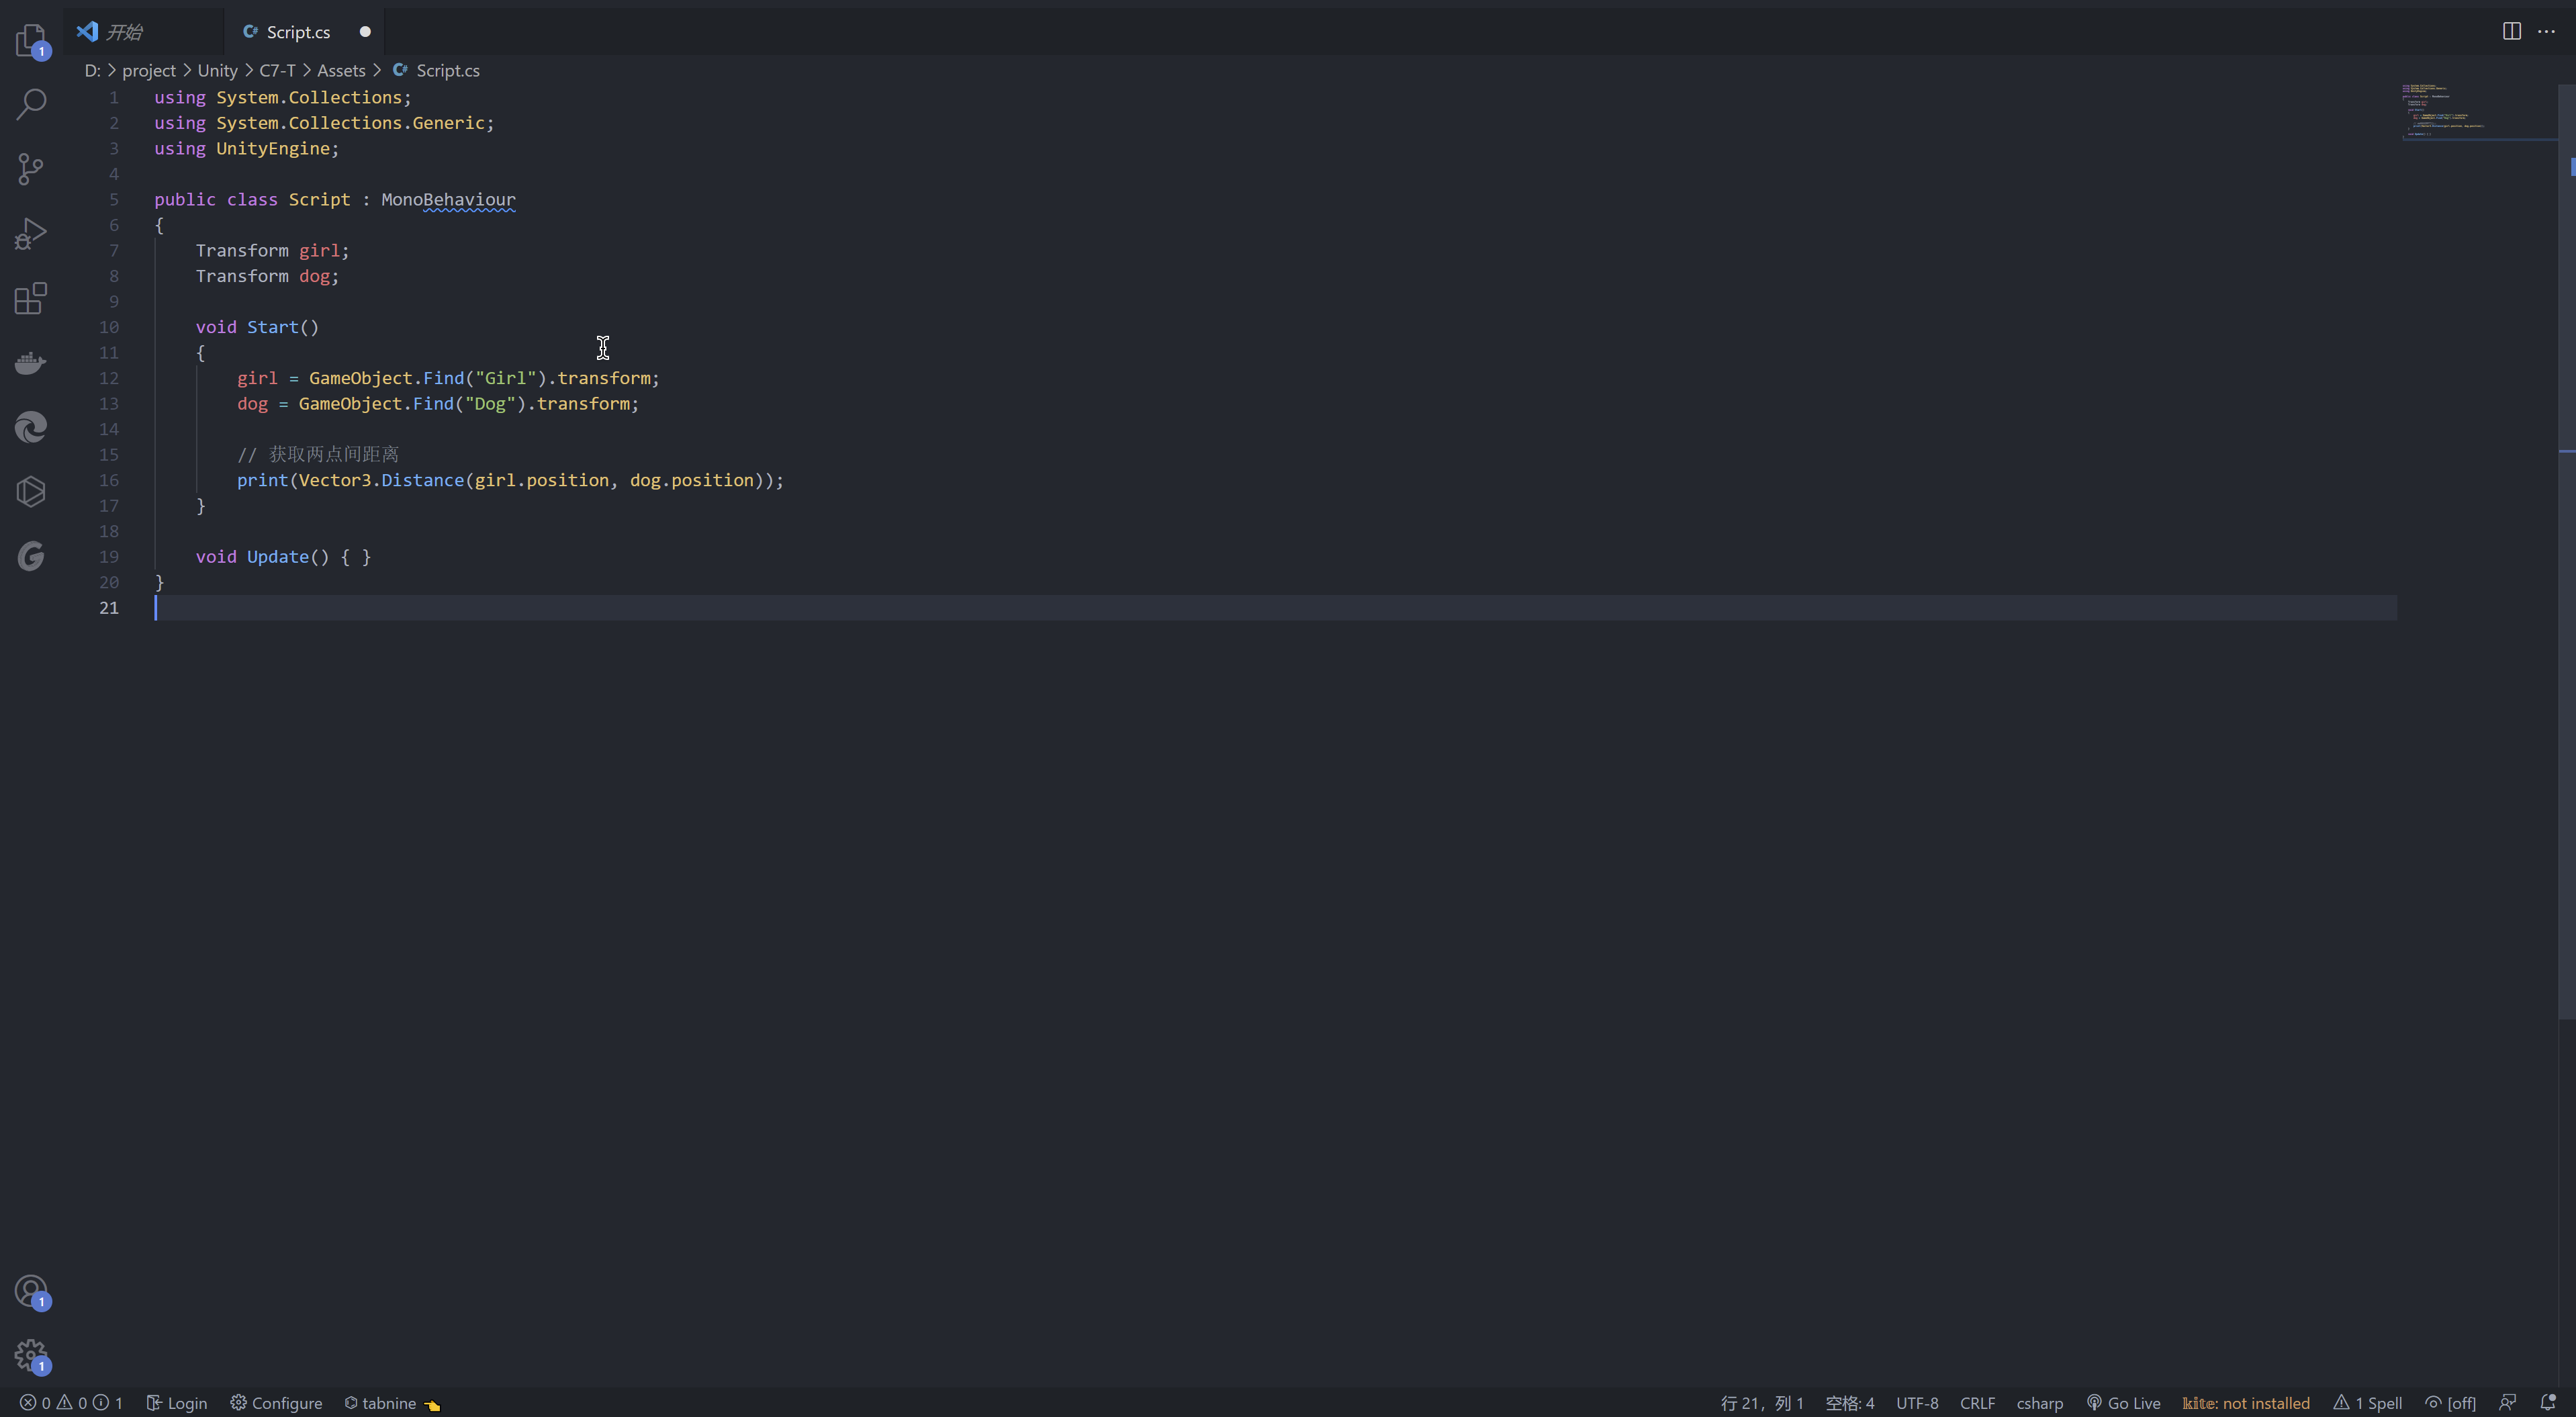 开始
Script.cs
D: > project > Unity > C7-T > Assets > Script.cs
1 using System.Collections;
2 using System.Collections.Generic;
3 using UnityEngine;
4
5 public class Script : MonoBehaviour
6 {
7     Transform girl;
8     Transform dog;
9
10     void Start()
11     {
12         girl = GameObject.Find("Girl").transform;
13         dog = GameObject.Find("Dog").transform;
14
15         // 获取两点间距离
16         print(Vector3.Distance(girl.position, dog.position));
17     }
18
19     void Update() { }
20 }
21
1
1
1
0 0 1 Login Configure tabnine 行 21，列 1 空格: 4 UTF-8 CRLF csharp Go Live kite: not installed 1 Spell [off]